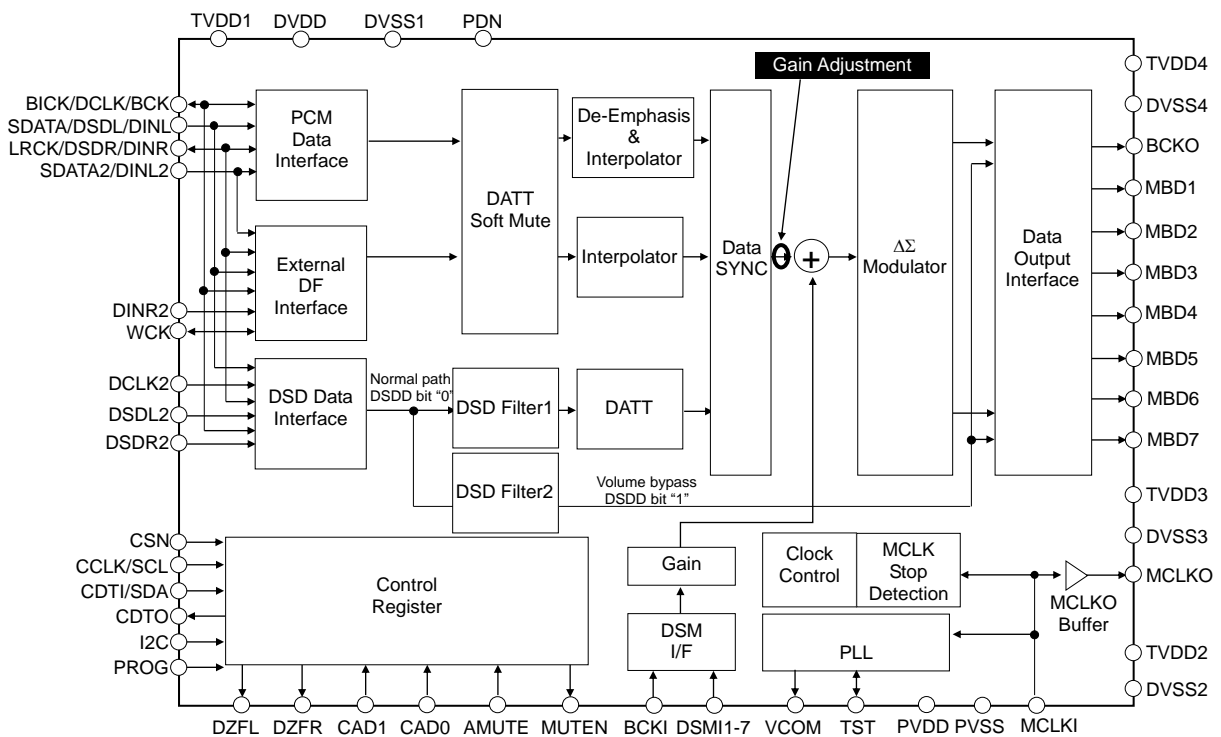 TVDD1
DVDD
DVSS1
PDN
Gain Adjustment
TVDD4
BICK/DCLK/BCK
SDATA/DSDL/DINL
LRCK/DSDR/DINR
SDATA2/DINL2
PCM
Data
Interface
De-Emphasis
&
Interpolator
DVSS4
BCKO
MBD1
DATT
Soft Mute
External
DF
Interface
Interpolator
Data
SYNC
+
ΔΣ
Modulator
Data
Output
Interface
MBD2
MBD3
MBD4
DINR2
WCK
MBD5
DCLK2
DSDL2
DSDR2
DSD Data
Interface
Normal path
DSDD bit “0”
DSD Filter1
DATT
MBD6
MBD7
DSD Filter2
Volume bypass
DSDD bit “1”
TVDD3
DVSS3
CSN
CCLK/SCL
CDTI/SDA
CDTO
I2C
PROG
Control
Register
Gain
DSM
I/F
Clock
Control
MCLK
Stop
Detection
MCLKO
MCLKO
Buffer
PLL
TVDD2
DVSS2
DZFL
DZFR
CAD1
CAD0
AMUTE
MUTEN
BCKI
DSMI1-7
VCOM
TST
PVDD
PVSS
MCLKI